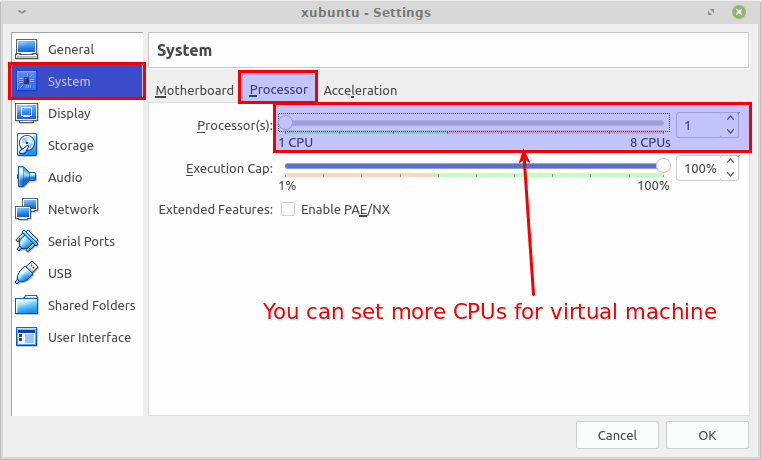 xubuntu - Settings
General
System
Display
Storage
Audio
Network
Serial Ports
USB
Shared Folders
User Interface
System
Motherboard Processor Acceleration
Processor(s): 1
1 CPU 8 CPUs
Execution Cap: 100%
1% 100%
Extended Features: Enable PAE/NX
You can set more CPUs for virtual machine
Cancel OK